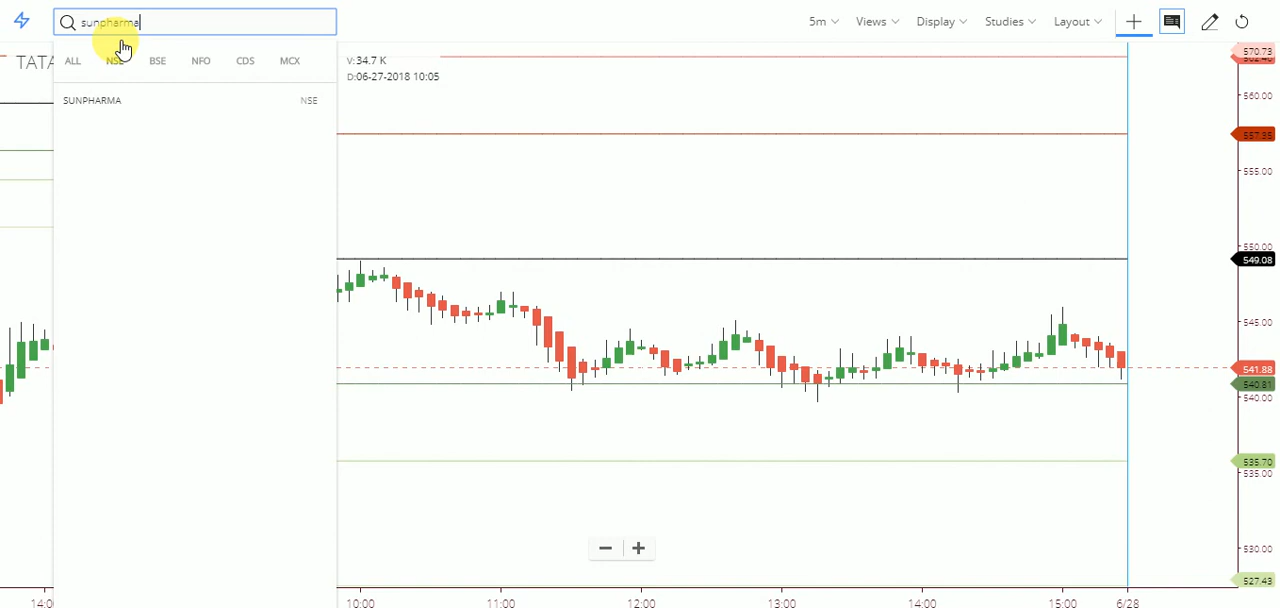 sunpharma
5m Views Display Studies Layout
ALL NSE BSE NFO CDS MCX
SUNPHARMA NSE
TATA
V:34.7 K
D:06-27-2018 10:05
570.73
560.00
557.35
555.00
550.00
549.08
545.00
541.88
540.81
540.00
535.70
535.00
530.00
527.43
10:00 11:00 12:00 13:00 14:00 15:00 6/28